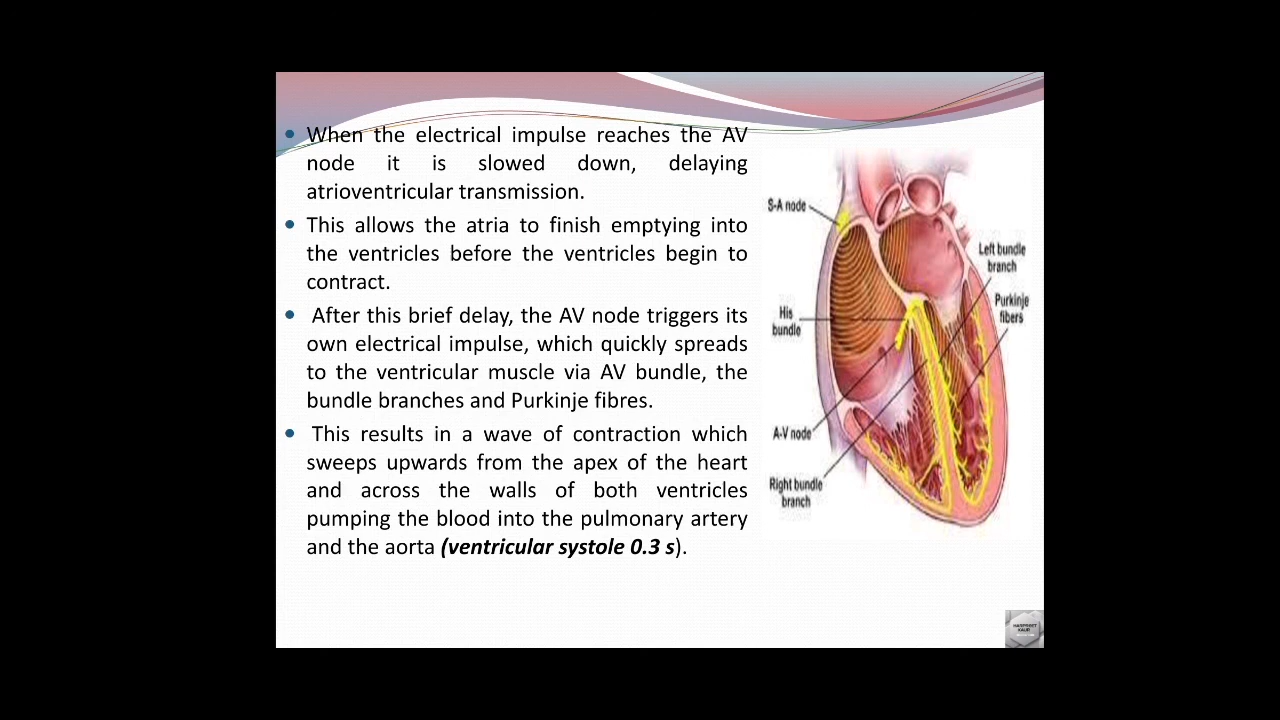 When the electrical impulse reaches the AV
node it is slowed down, delaying
atrioventricular transmission.
This allows the atria to finish emptying into
the ventricles before the ventricles begin to
contract.
After this brief delay, the AV node triggers its
own electrical impulse, which quickly spreads
to the ventricular muscle via AV bundle, the
bundle branches and Purkinje fibres.
This results in a wave of contraction which
sweeps upwards from the apex of the heart
and across the walls of both ventricles
pumping the blood into the pulmonary artery
and the aorta (ventricular systole 0.3 s).
S-A node
Left bundle
branch
Purkinje
fibers
His
bundle
A-V node
Right bundle
branch
HARPREET
KAUR